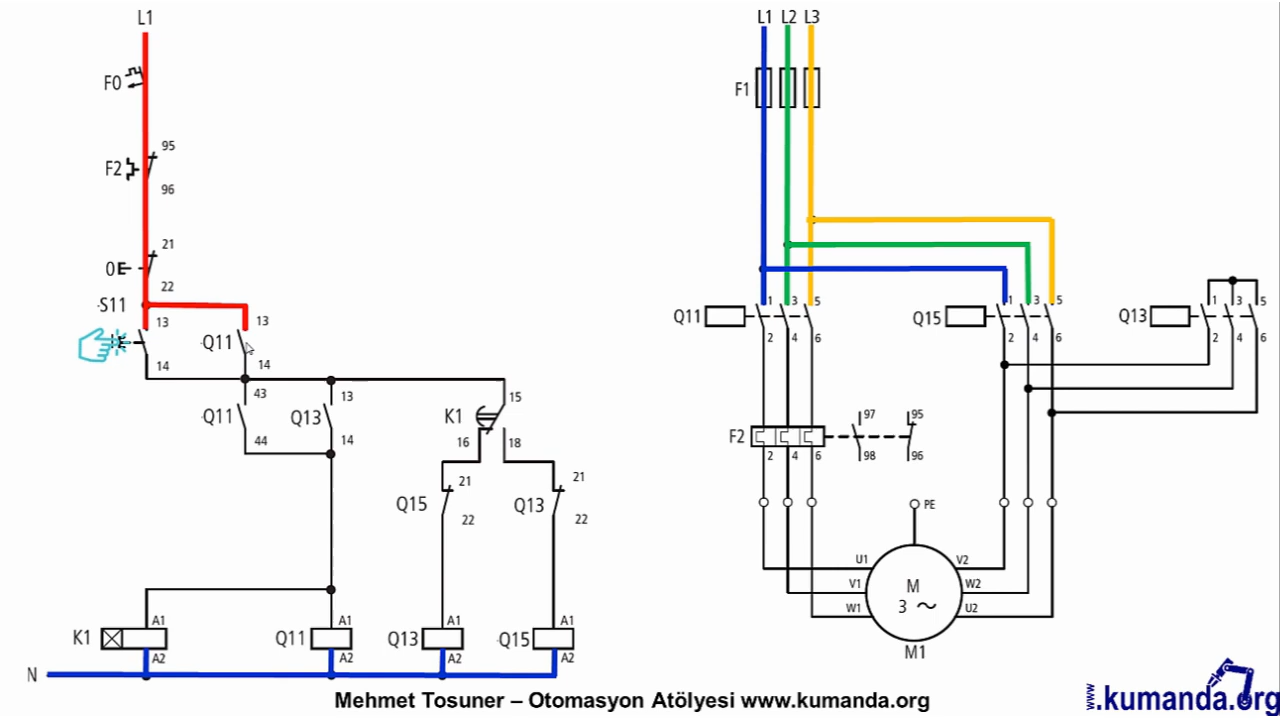 L1
F0
95
F2
96
21
0
22
S11
13
13
Q11
14
14
43
13
Q11
Q13
44
14
15
K1
16
18
21
Q15
22
21
Q13
22
K1
A1
A2
Q11
A1
A2
Q13
A1
A2
Q15
A1
A2
N
L1 L2 L3
F1
1 3 5
Q11
2 4 6
1 3 5
Q15
2 4 6
1 3 5
Q13
2 4 6
F2
97 95
98 96
2 4 6
PE
U1 V2
V1 W2
W1 U2
M
3 ~
M1
Mehmet Tosuner – Otomasyon Atölyesi www.kumanda.org
www.kumanda.org